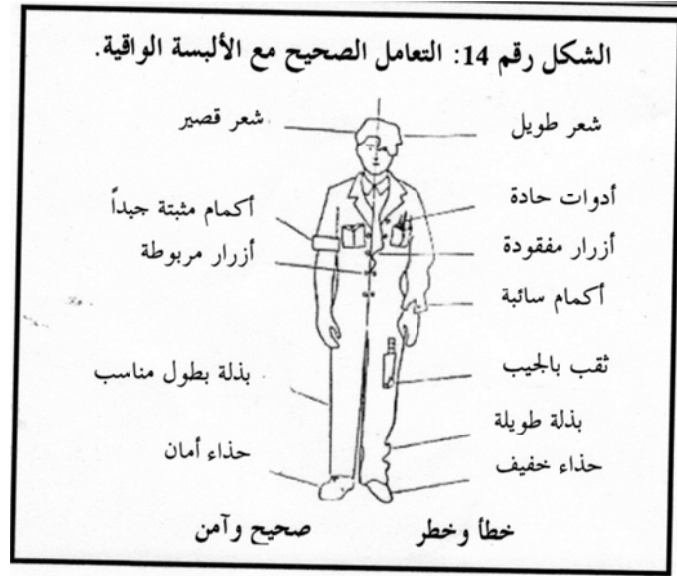 الشكل رقم 14: التعامل الصحيح مع الألبسة الواقية.
شعر طويل
شعر قصير
أدوات حادة
أكمام مثبتة جيداً
أزرار مفقودة
أزرار مربوطة
أكمام سائبة
ثقب بالجيب
بذلة بطول مناسب
بذلة طويلة
حذاء أمان
حذاء خفيف
خطأ وخطر
صحيح وآمن